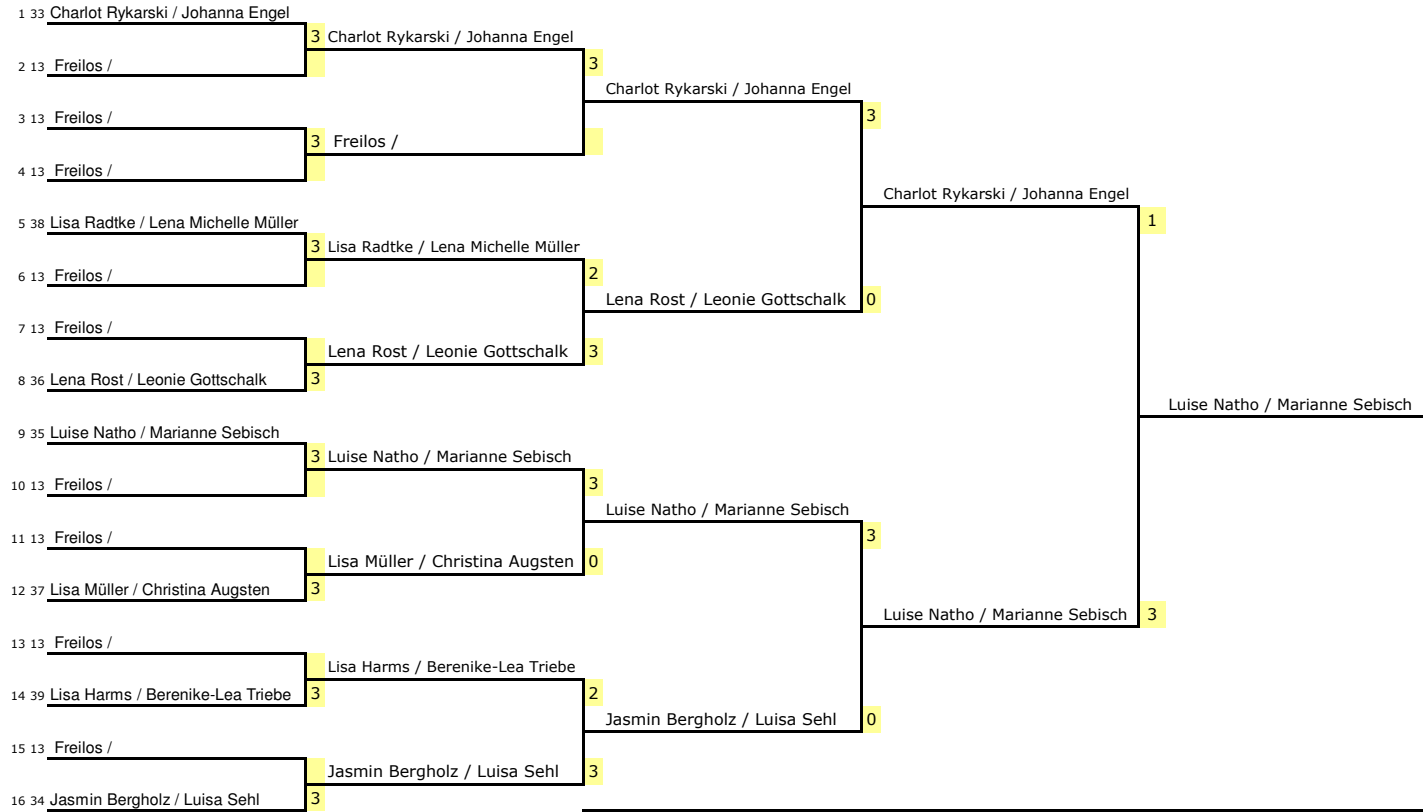 1 33 Charlot Rykarski / Johanna Engel
3 Charlot Rykarski / Johanna Engel
2 13 Freilos /
3
Charlot Rykarski / Johanna Engel
3 13 Freilos /
3
3 Freilos /
4 13 Freilos /
Charlot Rykarski / Johanna Engel
1
5 38 Lisa Radtke / Lena Michelle Müller
3 Lisa Radtke / Lena Michelle Müller
6 13 Freilos /
2
Lena Rost / Leonie Gottschalk 0
7 13 Freilos /
Lena Rost / Leonie Gottschalk 3
8 36 Lena Rost / Leonie Gottschalk 3
Luise Natho / Marianne Sebisch
9 35 Luise Natho / Marianne Sebisch
3 Luise Natho / Marianne Sebisch
10 13 Freilos /
3
Luise Natho / Marianne Sebisch
11 13 Freilos /
3
Lisa Müller / Christina Augsten 0
12 37 Lisa Müller / Christina Augsten 3
Luise Natho / Marianne Sebisch 3
13 13 Freilos /
Lisa Harms / Berenike-Lea Triebe
14 39 Lisa Harms / Berenike-Lea Triebe 3
2
Jasmin Bergholz / Luisa Sehl 0
15 13 Freilos /
Jasmin Bergholz / Luisa Sehl 3
16 34 Jasmin Bergholz / Luisa Sehl 3